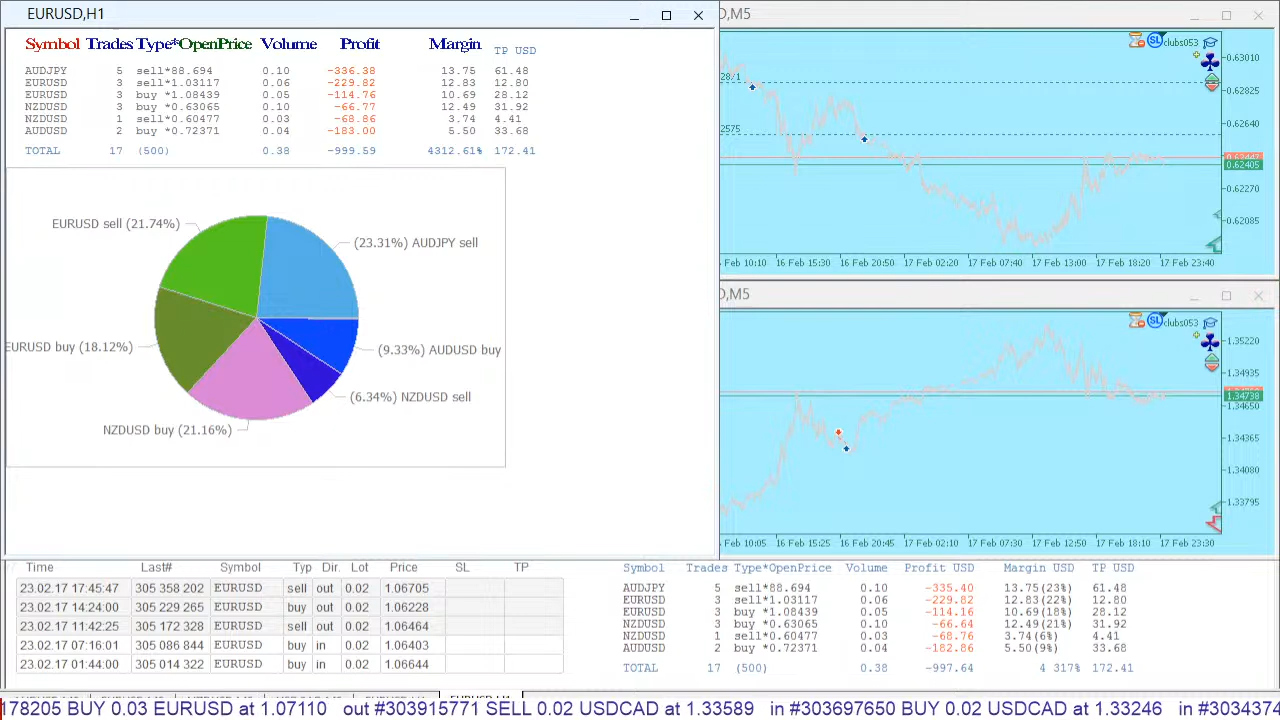 EURUSD,H1
Symbol Trades Type*OpenPrice Volume Profit Margin TP USD
AUDJPY 5 sell*88.694 0.10 -336.38 13.75 61.48
EURUSD 3 sell*1.03117 0.06 -229.82 12.83 12.80
EURUSD 3 buy *1.08439 0.05 -114.76 10.69 28.12
NZDUSD 3 buy *0.63065 0.10 -66.77 12.49 31.92
NZDUSD 1 sell*0.60477 0.03 -68.86 3.74 4.41
AUDUSD 2 buy *0.72371 0.04 -183.00 5.50 33.68
TOTAL 17 (500) 0.38 -999.59 4312.61% 172.41
EURUSD sell (21.74%)
(23.31%) AUDJPY sell
EURUSD buy (18.12%)
(9.33%) AUDUSD buy
(6.34%) NZDUSD sell
NZDUSD buy (21.16%)
D,M5
SL clubs053
0.63010
0.62825
0.62640
0.62405
0.62270
0.62085
2871
2575
Feb 10:10 16 Feb 15:30 16 Feb 20:50 17 Feb 02:20 17 Feb 07:40 17 Feb 13:00 17 Feb 18:20 17 Feb 23:40
D,M5
SL clubs053
1.35220
1.34935
1.34738
1.34650
1.34365
1.34080
1.33795
Feb 10:05 16 Feb 15:25 16 Feb 20:45 17 Feb 02:10 17 Feb 07:30 17 Feb 12:50 17 Feb 18:10 17 Feb 23:30
Time Last# Symbol Typ Dir. Lot Price SL TP
23.02.17 17:45:47 305 358 202 EURUSD sell out 0.02 1.06705
23.02.17 14:24:00 305 229 265 EURUSD buy out 0.02 1.06228
23.02.17 11:42:25 305 172 328 EURUSD sell out 0.02 1.06464
23.02.17 07:16:01 305 086 844 EURUSD buy in 0.02 1.06403
23.02.17 01:44:00 305 014 322 EURUSD buy in 0.02 1.06644
Symbol Trades Type*OpenPrice Volume Profit USD Margin USD TP USD
AUDJPY 5 sell*88.694 0.10 -335.40 13.75(23%) 61.48
EURUSD 3 sell*1.03117 0.06 -229.82 12.83(22%) 12.80
EURUSD 3 buy *1.08439 0.05 -114.16 10.69(18%) 28.12
NZDUSD 3 buy *0.63065 0.10 -66.64 12.49(21%) 31.92
NZDUSD 1 sell*0.60477 0.03 -68.76 3.74(6%) 4.41
AUDUSD 2 buy *0.72371 0.04 -182.86 5.50(9%) 33.68
TOTAL 17 (500) 0.38 -997.64 4 317% 172.41
178205 BUY 0.03 EURUSD at 1.07110 out #303915771 SELL 0.02 USDCAD at 1.33589 in #303697650 BUY 0.02 USDCAD at 1.33246 in #3034374